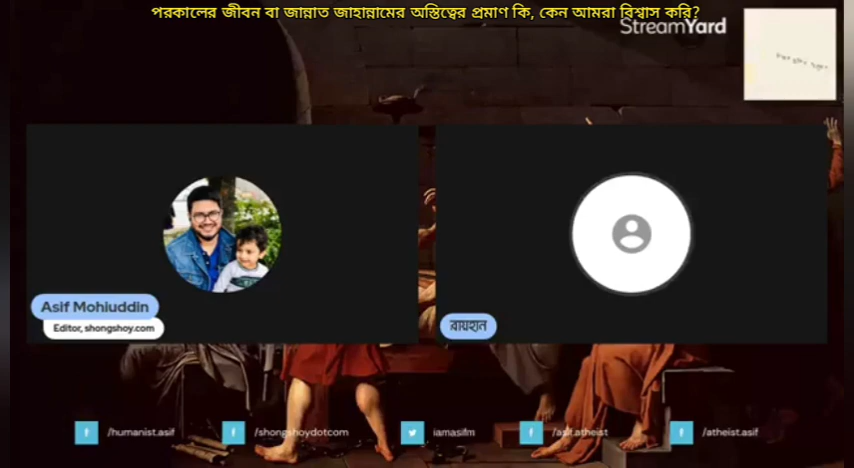 পরকালের জীবন বা জান্নাত জাহান্নামের অস্তিত্বের প্রমাণ কি, কেন আমরা বিশ্বাস করি?
StreamYard
Asif Mohiuddin
Editor, shongshoy.com
রায়হান
/humanist.asif
/shongshoydotcom
iamasifm
/asif.atheist
/atheist.asif